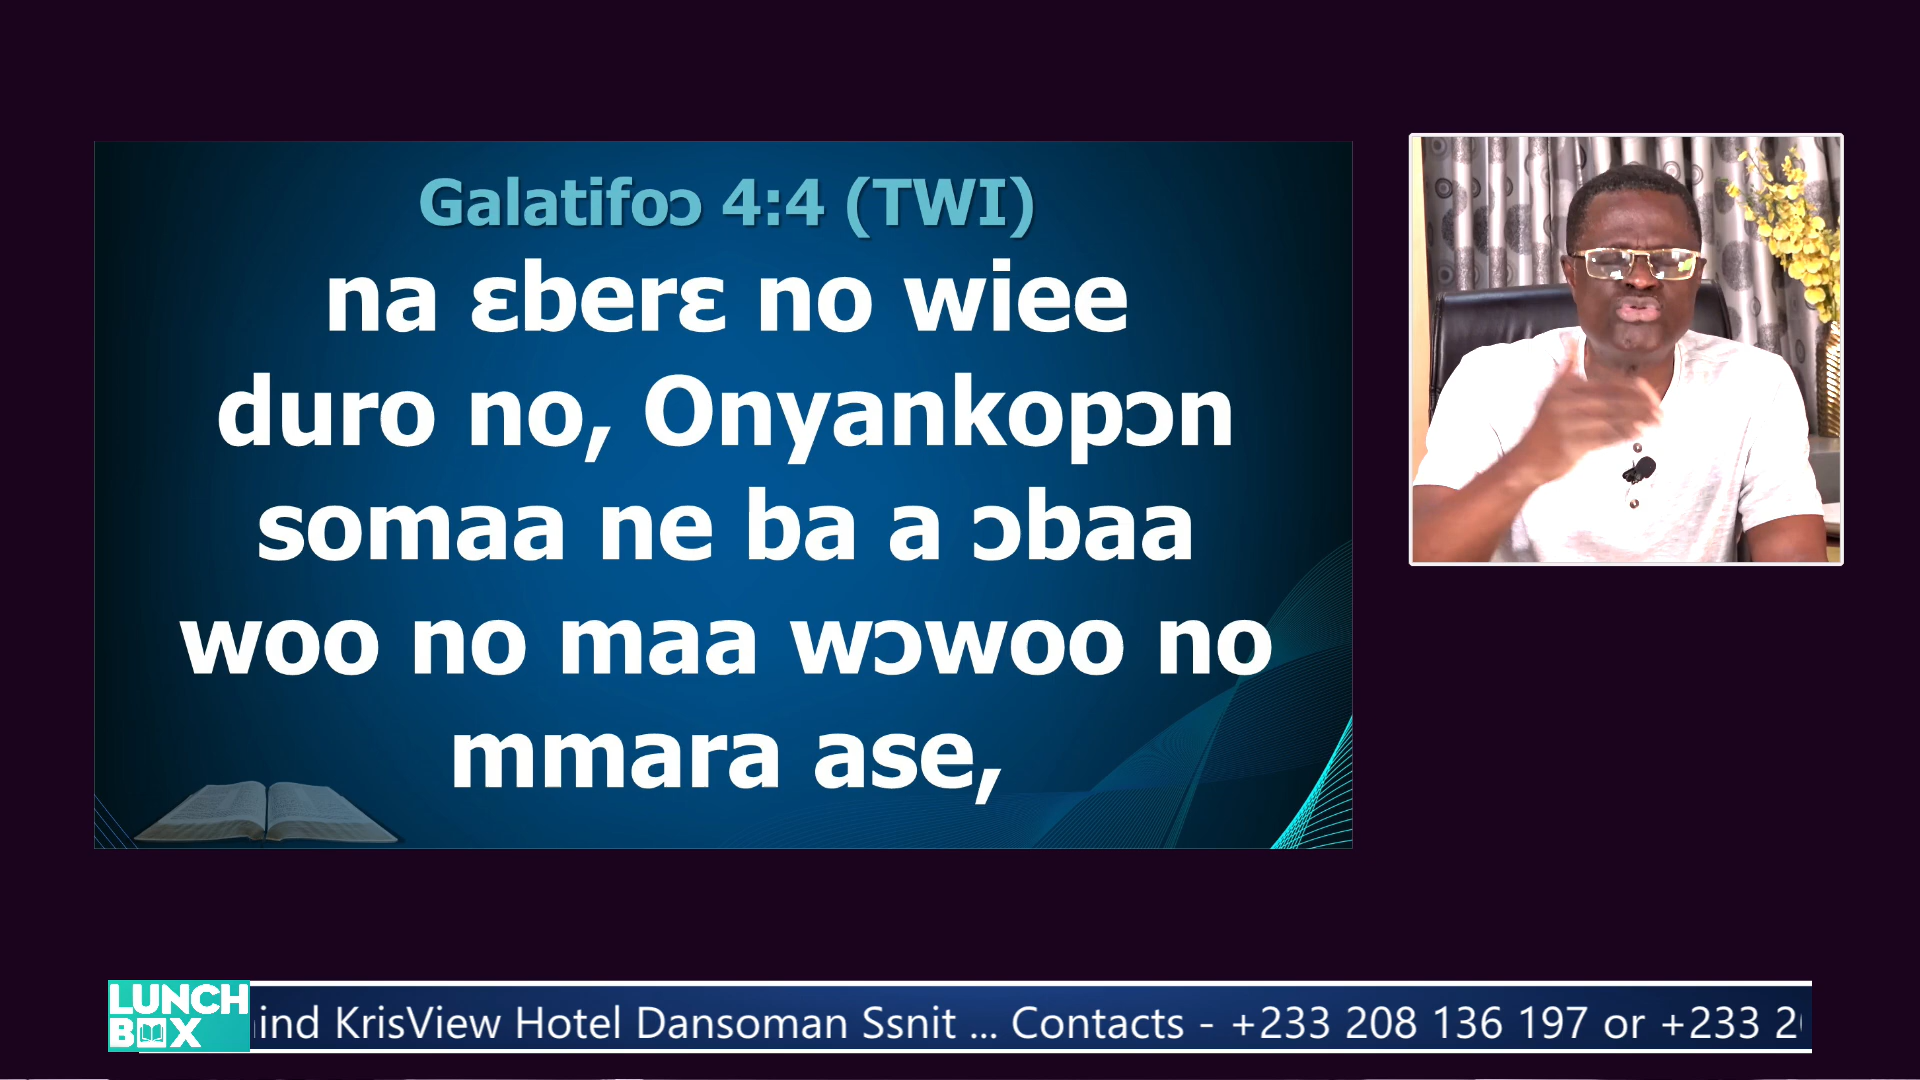 Galatifoɔ 4:4 (TWI)
na ɛberɛ no wiee
duro no, Onyankopɔn
somaa ne ba a ɔbaa
woo no maa wɔwoo no
mmara ase,
LUNCH
BOX
ind KrisView Hotel Dansoman Ssnit ... Contacts - +233 208 136 197 or +233 2